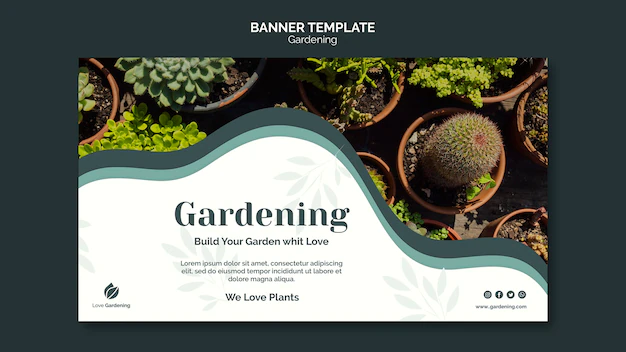 BANNER TEMPLATE
Gardening
Gardening
Build Your Garden whit Love
Lorem ipsum dolor sit amet, consectetur adipiscing
elit, sed do eiusmod tempor incididunt ut labore et
dolore magna aliqua.
We Love Plants
Love Gardening
www.gardening.com